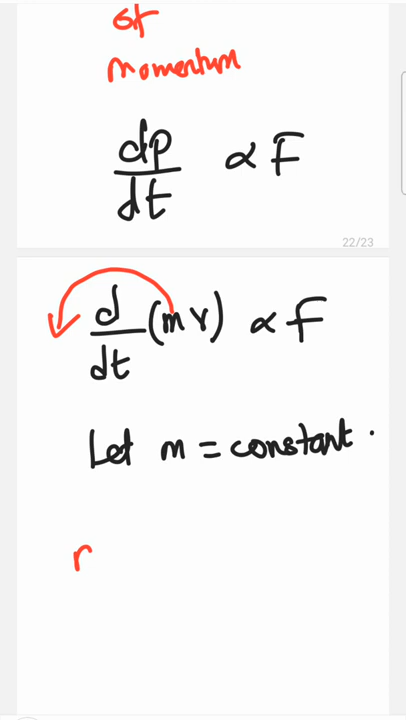 of
momentum
dp/dt ∝ F
22/23
d/dt (mv) ∝ F
Let m = constant.